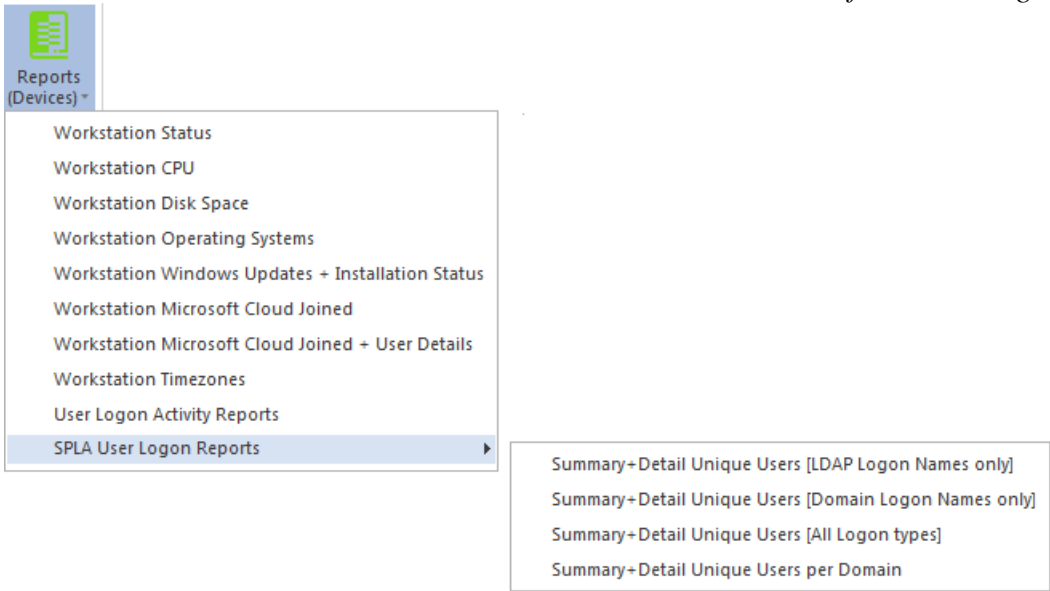 Reports
(Devices)
Workstation Status
Workstation CPU
Workstation Disk Space
Workstation Operating Systems
Workstation Windows Updates + Installation Status
Workstation Microsoft Cloud Joined
Workstation Microsoft Cloud Joined + User Details
Workstation Timezones
User Logon Activity Reports
SPLA User Logon Reports
Summary+Detail Unique Users [LDAP Logon Names only]
Summary+Detail Unique Users [Domain Logon Names only]
Summary+Detail Unique Users [All Logon types]
Summary+Detail Unique Users per Domain